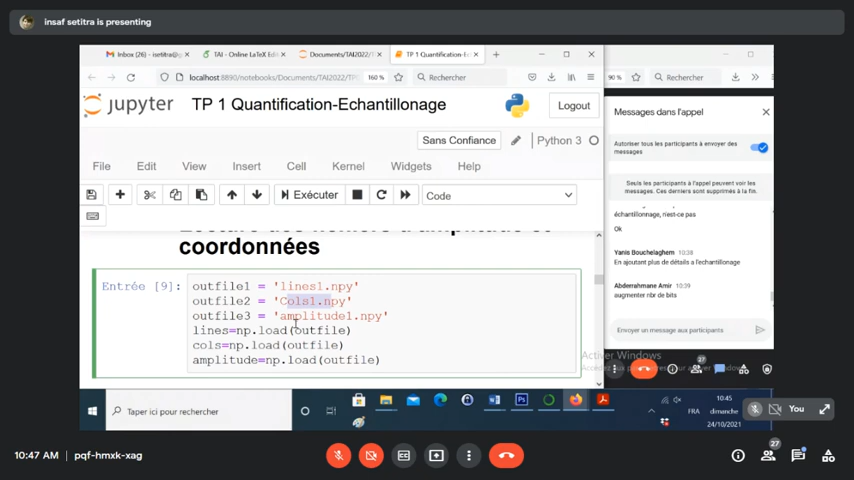 insaf setitra is presenting
Inbox (2) - isetitra@g
TAI - Online LaTeX Edi
Documents/TAI2022/
TP 1 Quantification-Ec
localhost:8890/notebooks/Documents/TAI2022/TP
160 %
Rechercher
90 %
Rechercher
jupyter
TP 1 Quantification-Echantillonage
Logout
Sans Confiance
Python 3
File Edit View Insert Cell Kernel Widgets Help
Exécuter
Code
coordonnées
Entrée [9]:
outfile1 = 'lines1.npy'
outfile2 = 'Cols1.npy'
outfile3 = 'amplitude1.npy'
lines=np.load(outfile)
cols=np.load(outfile)
amplitude=np.load(outfile)
Messages dans l'appel
Autoriser tous les participants à envoyer des
messages
Seuls les participants à l'appel peuvent voir les
messages. Ces derniers sont supprimés à la fin.
échantillonnage, n'est-ce pas
Ok
Yanis Bouchelaghem 10:38
En ajoutant plus de détails
Abderrahmane Amir 10:39
augmenter nbr de bits
Envoyer un message à tous les participants
Activer Windows
27
Taper ici pour rechercher
FRA
10:45
dimanche
24/10/2021
You
10:47 AM | pqf-hmxk-xag
27